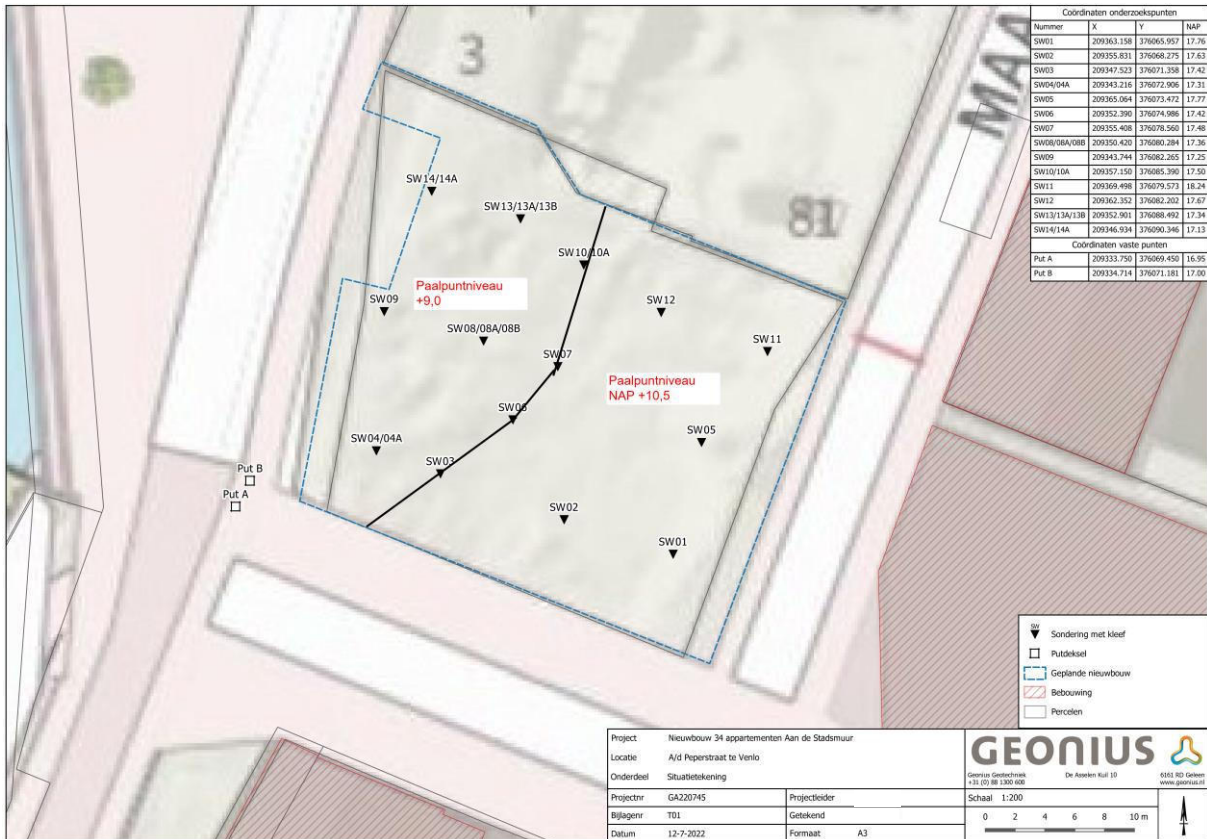 3
81
MAA
SW14/14A
SW13/13A/13B
SW10/10A
Paalpuntniveau
+9,0
SW09
SW12
SW08/08A/08B
SW11
SW07
Paalpuntniveau
NAP +10,5
SW06
SW05
SW04/04A
SW03
Put B
Put A
SW02
SW01
Coördinaten onderzoekspunten
Nummer X Y NAP
SW01 209363.158 376065.957 17.76
SW02 209355.831 376068.275 17.63
SW03 209347.523 376071.358 17.42
SW04/04A 209343.216 376072.906 17.31
SW05 209365.064 376073.472 17.77
SW06 209352.390 376074.986 17.42
SW07 209355.408 376078.560 17.48
SW08/08A/08B 209350.420 376080.284 17.36
SW09 209343.744 376082.265 17.25
SW10/10A 209357.150 376085.390 17.50
SW11 209369.498 376079.573 18.24
SW12 209362.352 376082.202 17.67
SW13/13A/13B 209352.901 376088.492 17.34
SW14/14A 209346.934 376090.346 17.13
Coördinaten vaste punten
Put A 209333.750 376069.450 16.95
Put B 209334.714 376071.181 17.00
SW
Sondering met kleef
Putdeksel
Geplande nieuwbouw
Bebouwing
Percelen
Project Nieuwbouw 34 appartementen Aan de Stadsmuur
Locatie A/d Peperstraat te Venlo
Onderdeel Situatietekening
Projectnr GA220745 Projectleider
Bijlagenr T01 Getekend
Datum 12-7-2022 Formaat A3
GEONIUS
Geonius Geotechniek De Asselen Kuil 10 6161 RD Geleen
+31 (0) 88 1300 600 www.geonius.nl
Schaal 1:200
0 2 4 6 8 10 m